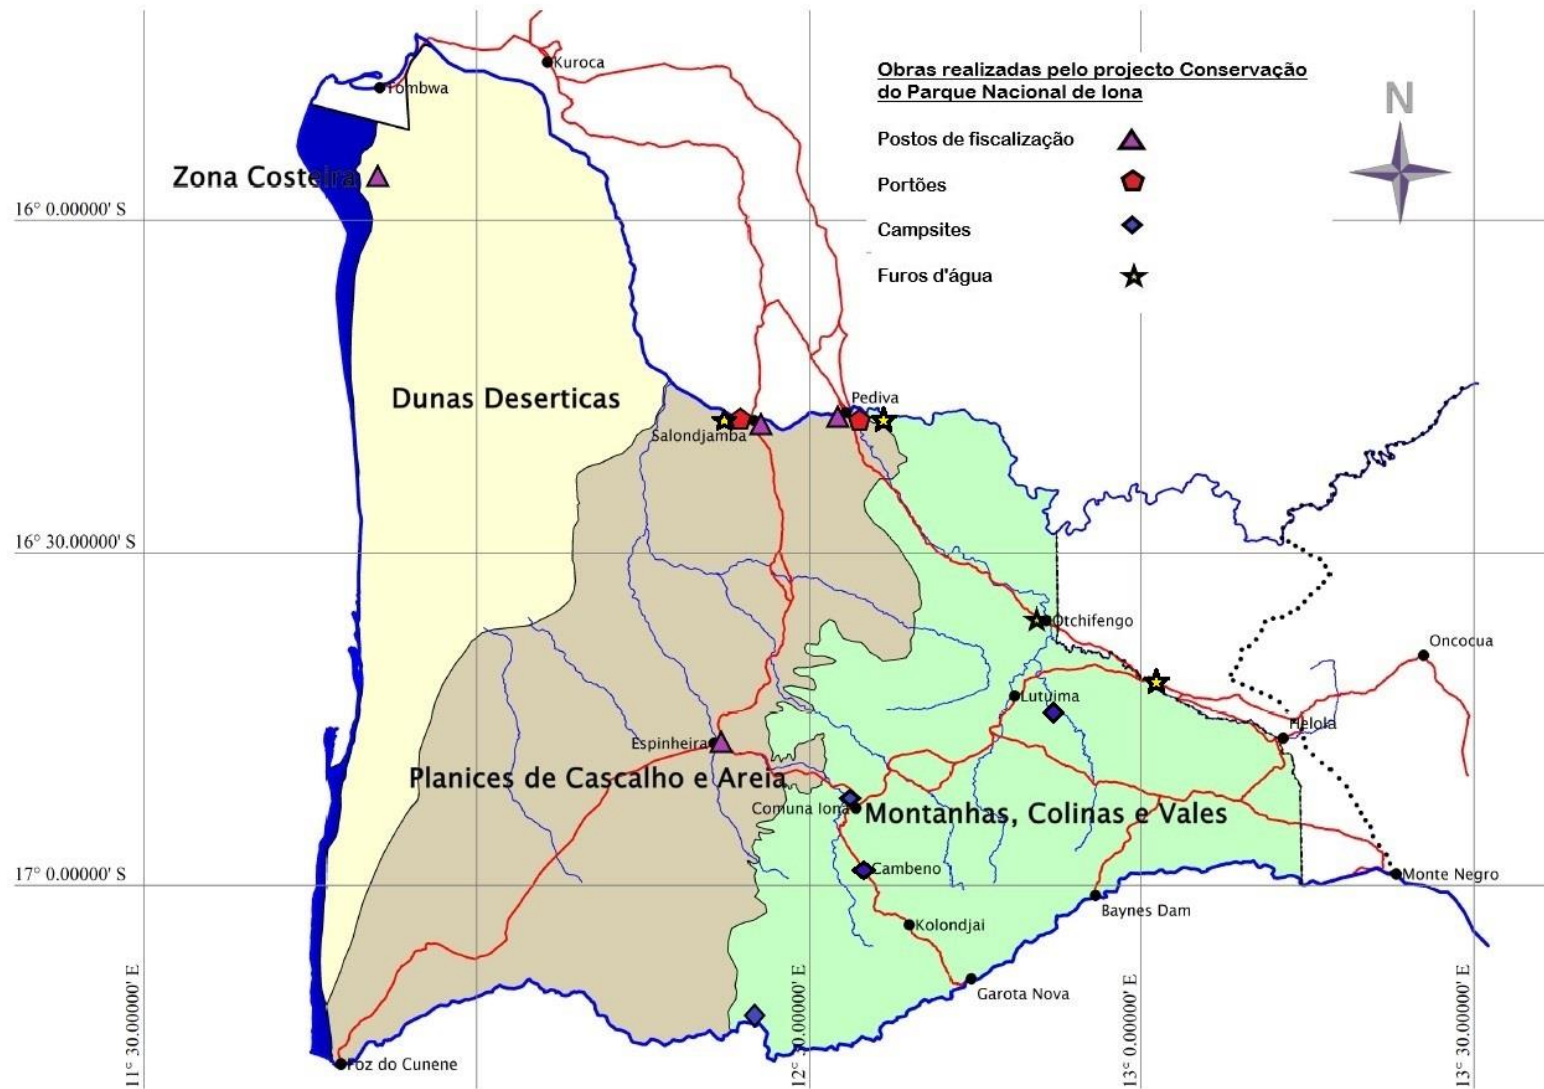 Obras realizadas pelo projecto Conservação
do Parque Nacional de Iona
Postos de fiscalização
Portões
Campsites
Furos d'água
N
Kuroca
Tombwa
Zona Costeira
16° 0.00000' S
Dunas Deserticas
Pediva
Salondjamba
16° 30.00000' S
Otchifengo
Oncocua
Lutuima
Helola
Espinheira
Planices de Cascalho e Areia
Comuna Iona
Montanhas, Colinas e Vales
17° 0.00000' S
Cambeno
Monte Negro
Baynes Dam
Kolondjai
Garota Nova
Foz do Cunene
11° 30.00000' E
12° 30.00000' E
13° 0.00000' E
13° 30.00000' E